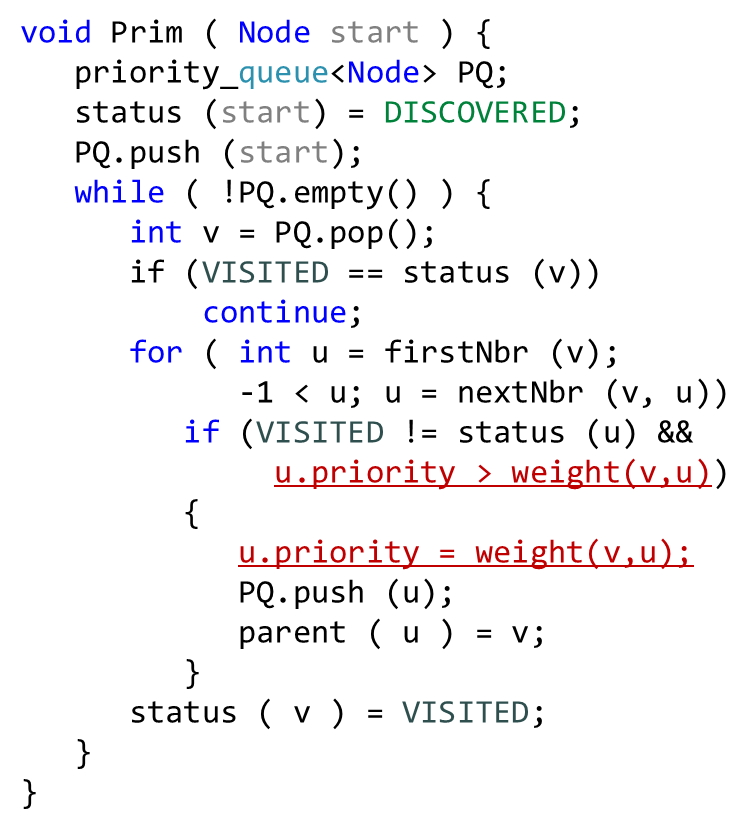 void Prim ( Node start ) {
   priority_queue<Node> PQ;
   status (start) = DISCOVERED;
   PQ.push (start);
   while ( !PQ.empty() ) {
      int v = PQ.pop();
      if (VISITED == status (v))
          continue;
      for ( int u = firstNbr (v);
            -1 < u; u = nextNbr (v, u))
         if (VISITED != status (u) &&
              u.priority > weight(v,u))
         {
            u.priority = weight(v,u);
            PQ.push (u);
            parent ( u ) = v;
         }
      status ( v ) = VISITED;
   }
}